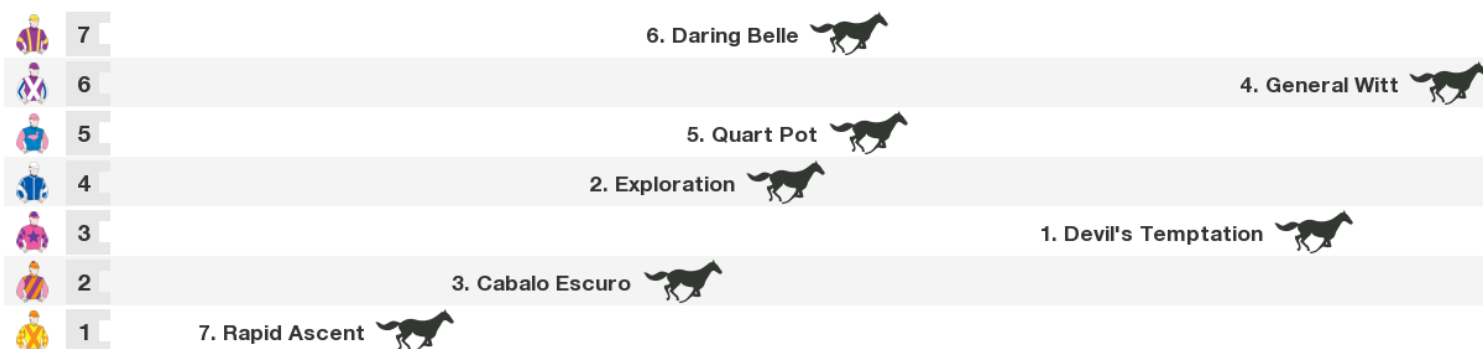 7 6. Daring Belle
6 4. General Witt
5 5. Quart Pot
4 2. Exploration
3 1. Devil's Temptation
2 3. Cabalo Escuro
1 7. Rapid Ascent